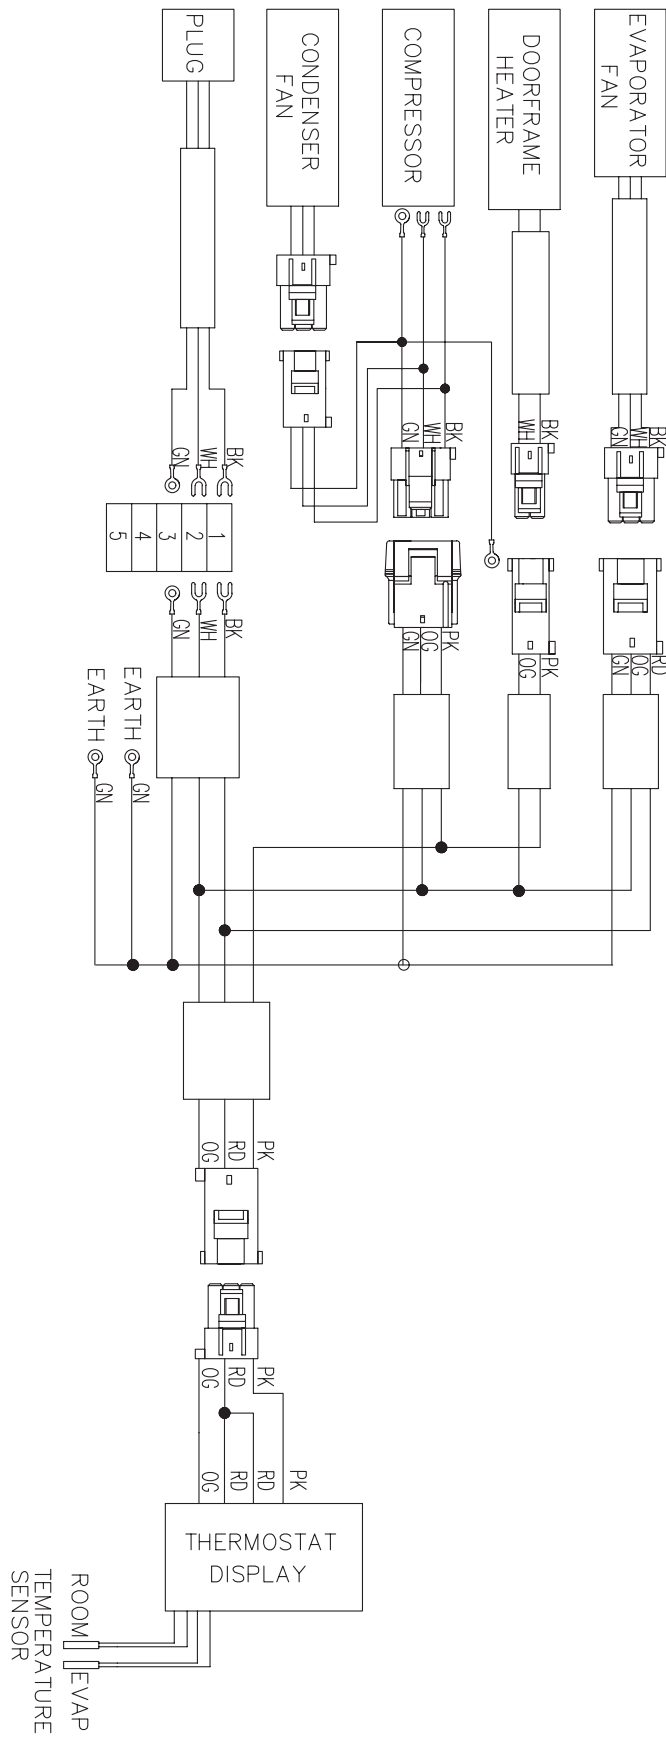 PLUG
CONDENSER
FAN
COMPRESSOR
DOORFRAME
HEATER
EVAPORATOR
FAN
GN WH BK
GN WH BK
WH BK
GN WH BK
5 4 3 2 1
GN WH BK
GN OG PK
OG PK
GN OG RD
EARTH
EARTH
GN
GN
OG RD PK
OG RD PK
OG RD RD PK
THERMOSTAT
DISPLAY
ROOM
EVAP
TEMPERATURE
SENSOR